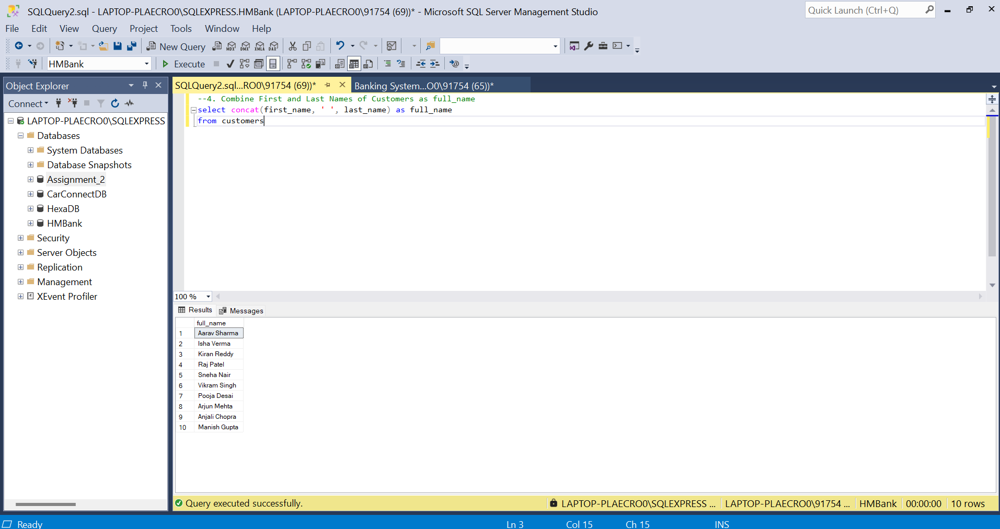 SQLQuery2.sql - LAPTOP-PLAECRO0\SQLEXPRESS.HMBank (LAPTOP-PLAECRO0\91754 (69))* - Microsoft SQL Server Management Studio
Quick Launch (Ctrl+Q)
File Edit View Query Project Tools Window Help
New Query MDX DMX XMLA DAX
HMBank Execute
Object Explorer
SQLQuery2.sql...RO0\91754 (69))* Banking System...O0\91754 (65))*
Connect
LAPTOP-PLAECRO0\SQLEXPRESS
Databases
System Databases
Database Snapshots
Assignment_2
CarConnectDB
HexaDB
HMBank
Security
Server Objects
Replication
Management
XEvent Profiler
--4. Combine First and Last Names of Customers as full_name
select concat(first_name, ' ', last_name) as full_name
from customers
100 %
Results Messages
full_name
1 Aarav Sharma
2 Isha Verma
3 Kiran Reddy
4 Raj Patel
5 Sneha Nair
6 Vikram Singh
7 Pooja Desai
8 Arjun Mehta
9 Anjali Chopra
10 Manish Gupta
Query executed successfully.
LAPTOP-PLAECRO0\SQLEXPRESS ... LAPTOP-PLAECRO0\91754 ... HMBank 00:00:00 10 rows
Ready Ln 3 Col 15 Ch 15 INS